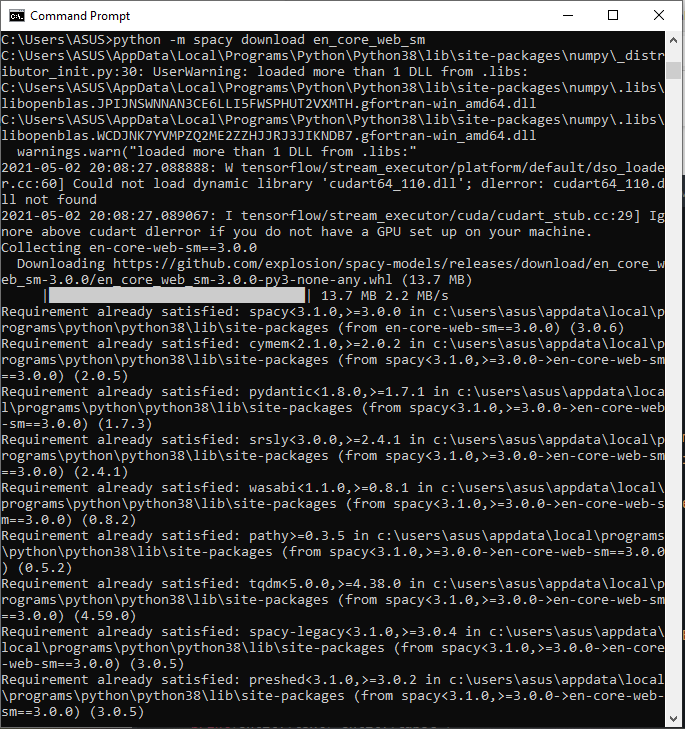 Command Prompt
C:\Users\ASUS>python -m spacy download en_core_web_sm
C:\Users\ASUS\AppData\Local\Programs\Python\Python38\lib\site-packages\numpy\_distr
ibutor_init.py:30: UserWarning: loaded more than 1 DLL from .libs:
C:\Users\ASUS\AppData\Local\Programs\Python\Python38\lib\site-packages\numpy\.libs\
libopenblas.JPIJNSWNNAN3CE6LLI5FWSPHUT2VXMTH.gfortran-win_amd64.dll
C:\Users\ASUS\AppData\Local\Programs\Python\Python38\lib\site-packages\numpy\.libs\
libopenblas.WCDJNK7YVMPZQ2ME2ZZHJJRJ3JIKNDB7.gfortran-win_amd64.dll
  warnings.warn("loaded more than 1 DLL from .libs:"
2021-05-02 20:08:27.088888: W tensorflow/stream_executor/platform/default/dso_loade
r.cc:60] Could not load dynamic library 'cudart64_110.dll'; dlerror: cudart64_110.d
ll not found
2021-05-02 20:08:27.089067: I tensorflow/stream_executor/cuda/cudart_stub.cc:29] Ig
nore above cudart dlerror if you do not have a GPU set up on your machine.
Collecting en-core-web-sm==3.0.0
  Downloading https://github.com/explosion/spacy-models/releases/download/en_core_w
eb_sm-3.0.0/en_core_web_sm-3.0.0-py3-none-any.whl (13.7 MB)
| | 13.7 MB 2.2 MB/s
Requirement already satisfied: spacy<3.1.0,>=3.0.0 in c:\users\asus\appdata\local\p
rograms\python\python38\lib\site-packages (from en-core-web-sm==3.0.0) (3.0.6)
Requirement already satisfied: cymem<2.1.0,>=2.0.2 in c:\users\asus\appdata\local\p
rograms\python\python38\lib\site-packages (from spacy<3.1.0,>=3.0.0->en-core-web-sm
==3.0.0) (2.0.5)
Requirement already satisfied: pydantic<1.8.0,>=1.7.1 in c:\users\asus\appdata\loca
l\programs\python\python38\lib\site-packages (from spacy<3.1.0,>=3.0.0->en-core-web
-sm==3.0.0) (1.7.3)
Requirement already satisfied: srsly<3.0.0,>=2.4.1 in c:\users\asus\appdata\local\p
rograms\python\python38\lib\site-packages (from spacy<3.1.0,>=3.0.0->en-core-web-sm
==3.0.0) (2.4.1)
Requirement already satisfied: wasabi<1.1.0,>=0.8.1 in c:\users\asus\appdata\local\
programs\python\python38\lib\site-packages (from spacy<3.1.0,>=3.0.0->en-core-web-s
m==3.0.0) (0.8.2)
Requirement already satisfied: pathy>=0.3.5 in c:\users\asus\appdata\local\programs
\python\python38\lib\site-packages (from spacy<3.1.0,>=3.0.0->en-core-web-sm==3.0.0
) (0.5.2)
Requirement already satisfied: tqdm<5.0.0,>=4.38.0 in c:\users\asus\appdata\local\p
rograms\python\python38\lib\site-packages (from spacy<3.1.0,>=3.0.0->en-core-web-sm
==3.0.0) (4.59.0)
Requirement already satisfied: spacy-legacy<3.1.0,>=3.0.4 in c:\users\asus\appdata\
local\programs\python\python38\lib\site-packages (from spacy<3.1.0,>=3.0.0->en-core
-web-sm==3.0.0) (3.0.5)
Requirement already satisfied: preshed<3.1.0,>=3.0.2 in c:\users\asus\appdata\local
\programs\python\python38\lib\site-packages (from spacy<3.1.0,>=3.0.0->en-core-web-
sm==3.0.0) (3.0.5)